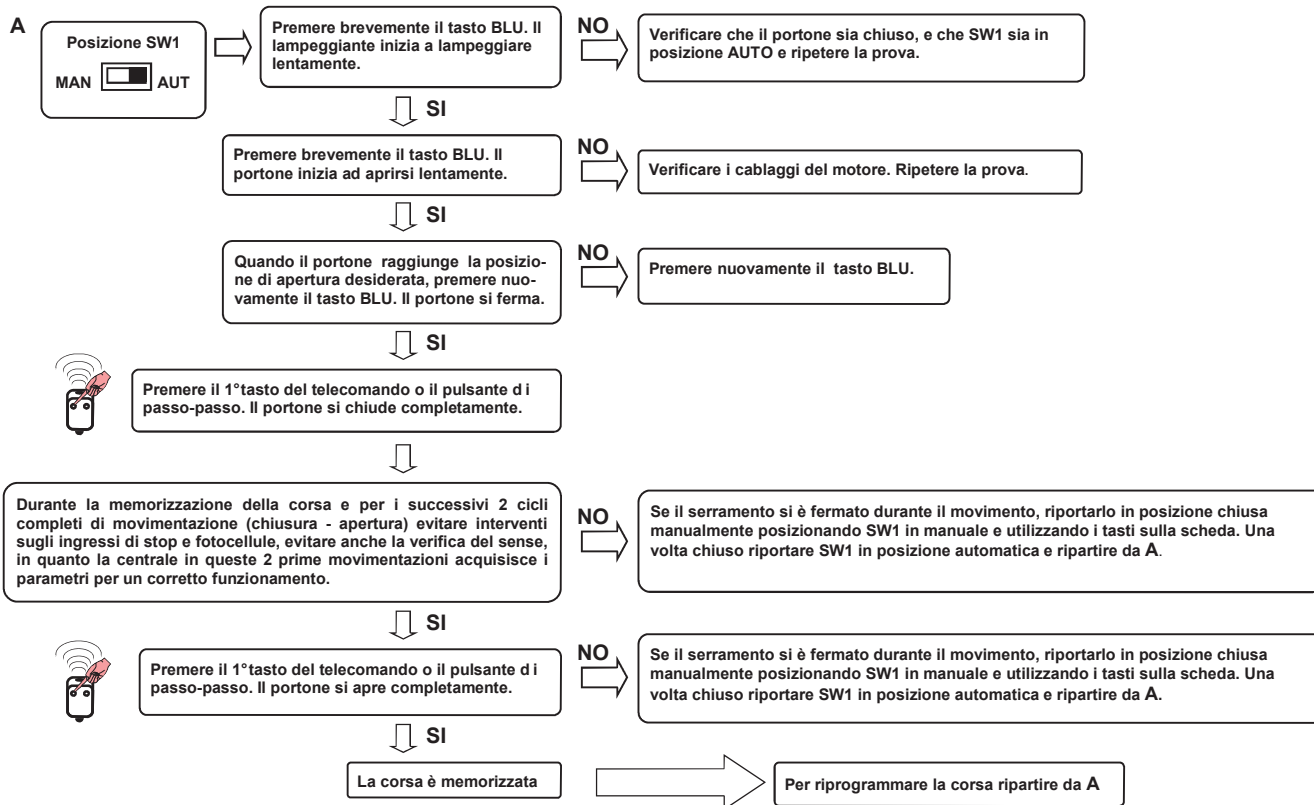 A
Posizione SW1
MAN AUT
Premere brevemente il tasto BLU. Il
lampeggiante inizia a lampeggiare
lentamente.
NO
Verificare che il portone sia chiuso, e che SW1 sia in
posizione AUTO e ripetere la prova.
SI
Premere brevemente il tasto BLU. Il
portone inizia ad aprirsi lentamente.
NO
Verificare i cablaggi del motore. Ripetere la prova.
SI
Quando il portone raggiunge la posizio-
ne di apertura desiderata, premere nuo-
vamente il tasto BLU. Il portone si ferma.
NO
Premere nuovamente il tasto BLU.
SI
Premere il 1°tasto del telecomando o il pulsante d i
passo-passo. Il portone si chiude completamente.
Durante la memorizzazione della corsa e per i successivi 2 cicli
completi di movimentazione (chiusura - apertura) evitare interventi
sugli ingressi di stop e fotocellule, evitare anche la verifica del sense,
in quanto la centrale in queste 2 prime movimentazioni acquisisce i
parametri per un corretto funzionamento.
NO
Se il serramento si è fermato durante il movimento, riportarlo in posizione chiusa
manualmente posizionando SW1 in manuale e utilizzando i tasti sulla scheda. Una
volta chiuso riportare SW1 in posizione automatica e ripartire da A.
SI
Premere il 1°tasto del telecomando o il pulsante d i
passo-passo. Il portone si apre completamente.
NO
Se il serramento si è fermato durante il movimento, riportarlo in posizione chiusa
manualmente posizionando SW1 in manuale e utilizzando i tasti sulla scheda. Una
volta chiuso riportare SW1 in posizione automatica e ripartire da A.
SI
La corsa è memorizzata
Per riprogrammare la corsa ripartire da A